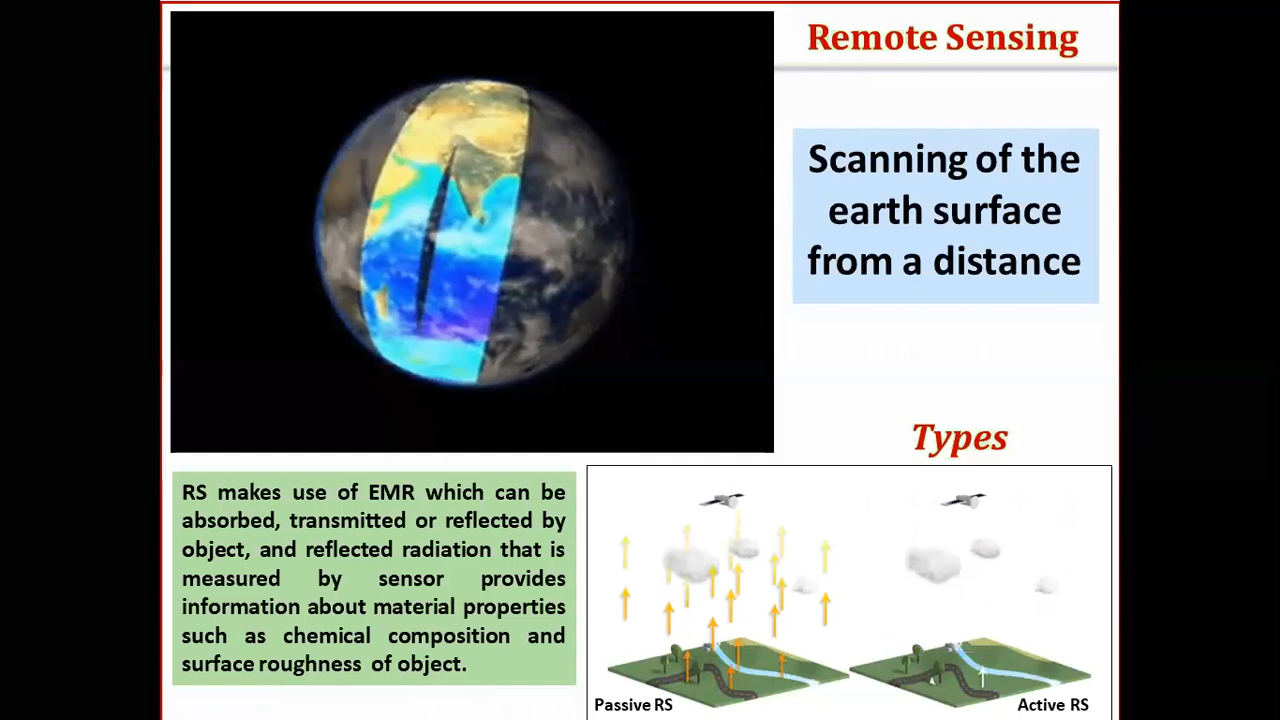 Remote Sensing
Scanning of the
earth surface
from a distance
Types
RS makes use of EMR which can be
absorbed, transmitted or reflected by
object, and reflected radiation that is
measured by sensor provides
information about material properties
such as chemical composition and
surface roughness of object.
Passive RS
Active RS